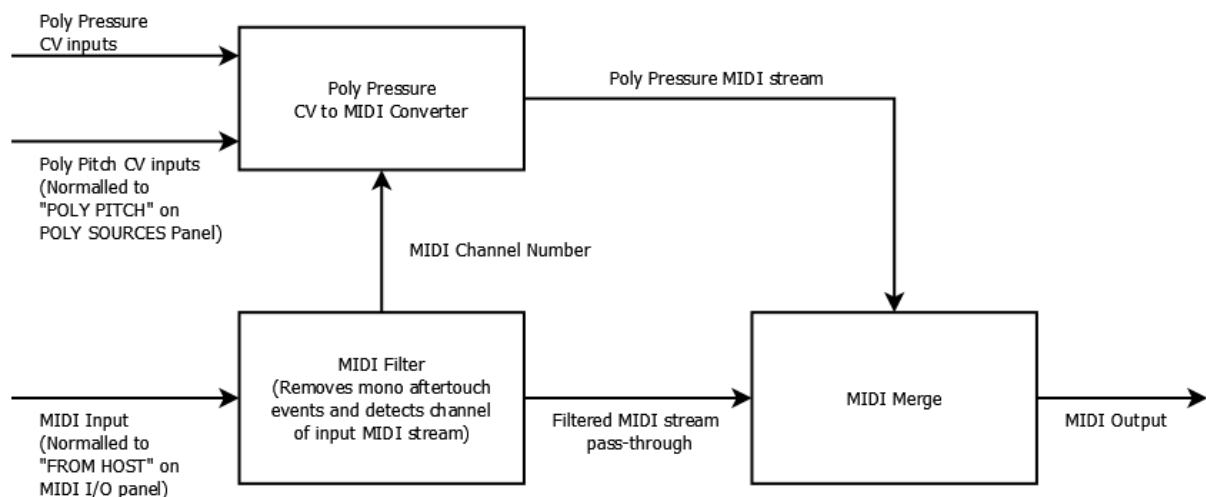 Poly Pressure
CV inputs
Poly Pressure
CV to MIDI Converter
Poly Pressure MIDI stream
Poly Pitch CV inputs
(Normalled to
"POLY PITCH" on
POLY SOURCES Panel)
MIDI Channel Number
MIDI Filter
(Removes mono aftertouch
events and detects channel
of input MIDI stream)
MIDI Merge
MIDI Input
(Normalled to
"FROM HOST" on
MIDI I/O panel)
Filtered MIDI stream
pass-through
MIDI Output